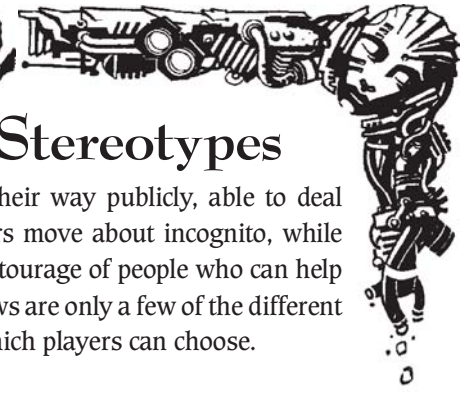 Stereotypes
heir way publicly, able to deal
rs move about incognito, while
tourage of people who can help
ws are only a few of the different
hich players can choose.